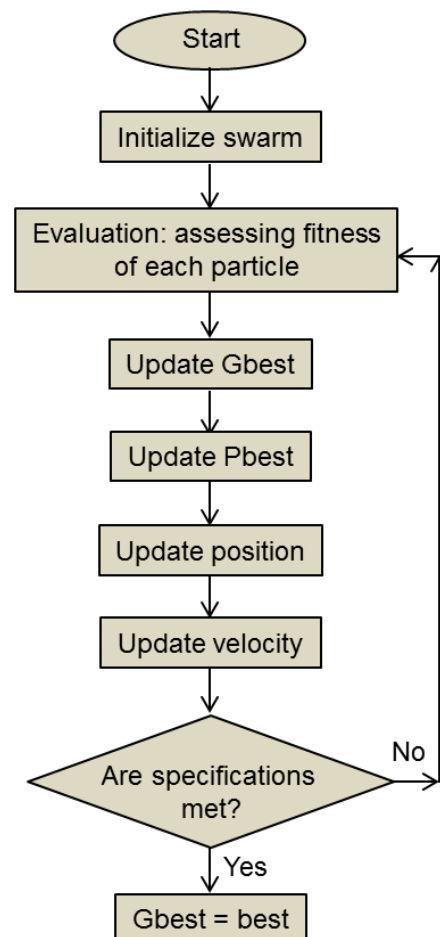 Start
Initialize swarm
Evaluation: assessing fitness
of each particle
Update Gbest
Update Pbest
Update position
Update velocity
Are specifications
met?
No
Yes
Gbest = best